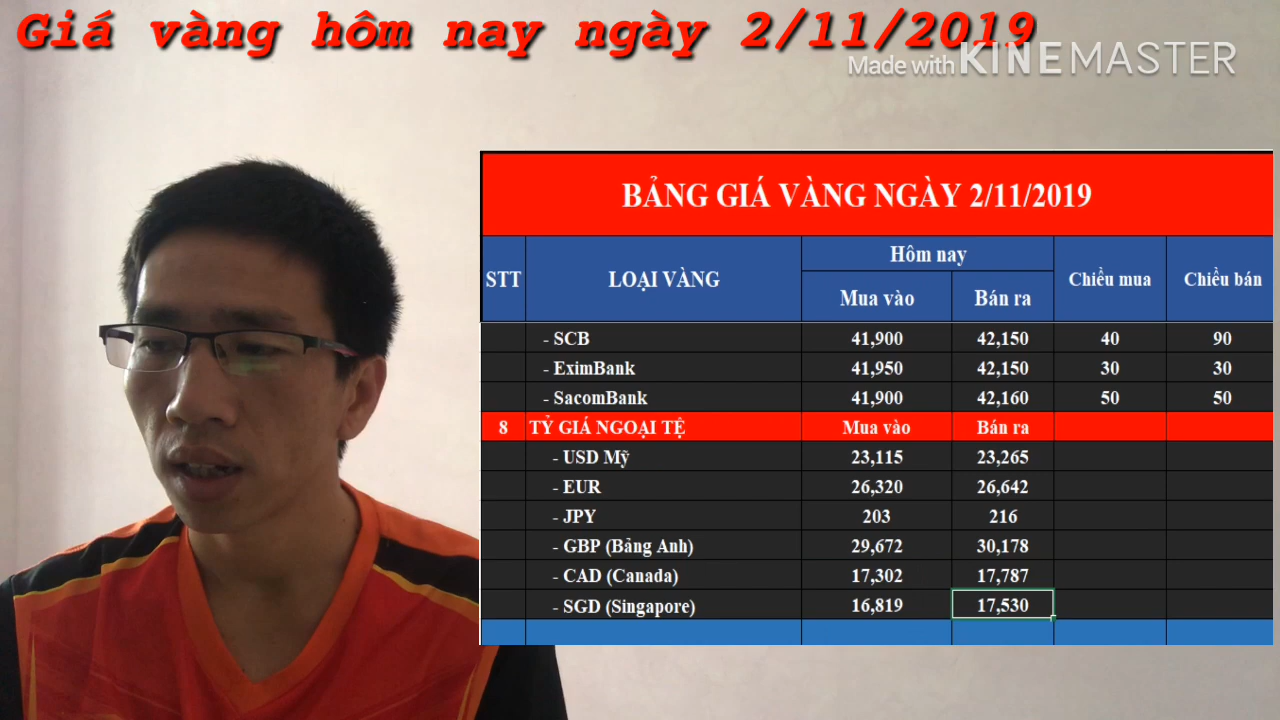 Giá vàng hôm nay ngày 2/11/2019
Made with KINEMASTER
BẢNG GIÁ VÀNG NGÀY 2/11/2019
STT LOẠI VÀNG Hôm nay Chiều mua Chiều bán
Mua vào Bán ra
- SCB 41,900 42,150 40 90
- EximBank 41,950 42,150 30 30
- SacomBank 41,900 42,160 50 50
8 TỶ GIÁ NGOẠI TỆ Mua vào Bán ra
- USD Mỹ 23,115 23,265
- EUR 26,320 26,642
- JPY 203 216
- GBP (Bảng Anh) 29,672 30,178
- CAD (Canada) 17,302 17,787
- SGD (Singapore) 16,819 17,530